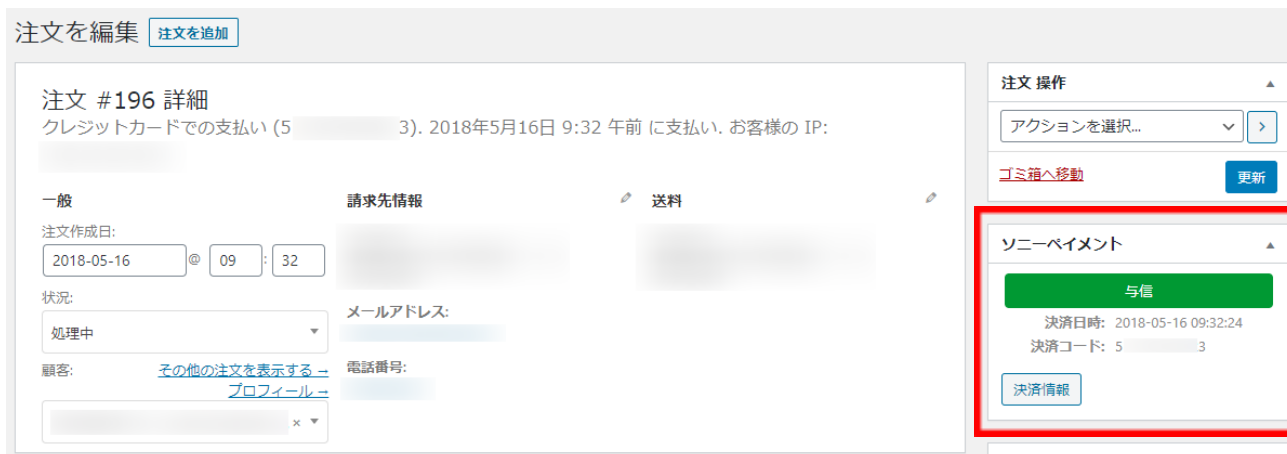 注文を編集 注文を追加
注文 #196 詳細
クレジットカードでの支払い (5 3). 2018年5月16日 9:32 午前 に支払い. お客様の IP:
一般
注文作成日:
2018-05-16 @ 09 : 32
状況:
処理中
顧客: その他の注文を表示する →
プロフィール →
×
請求先情報
メールアドレス:
電話番号:
送料
注文 操作
アクションを選択...
ゴミ箱へ移動 更新
ソニーペイメント
与信
決済日時: 2018-05-16 09:32:24
決済コード: 5 3
決済情報